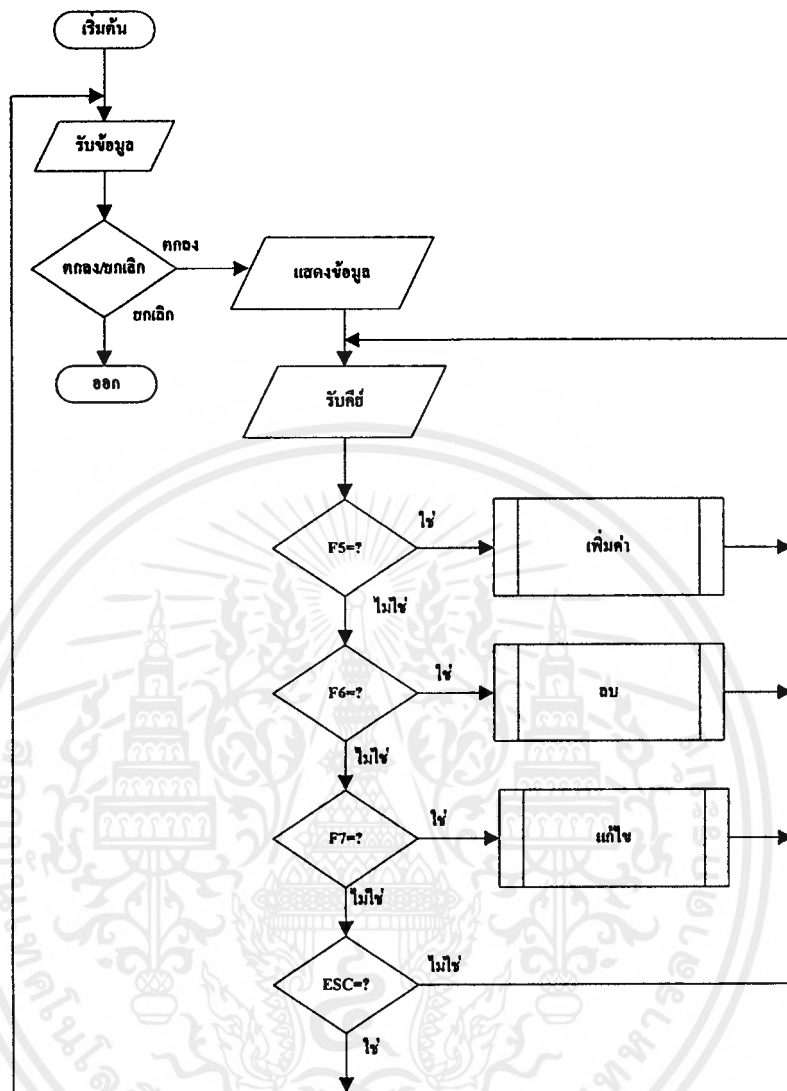 เริ่มต้น
รับข้อมูล
ตกลง/ยกเลิก
ตกลง
แสดงข้อมูล
ยกเลิก
ออก
รับคีย์
F5=?
ใช่
เพิ่มค่า
ไม่ใช่
F6=?
ใช่
ลบ
ไม่ใช่
F7=?
ใช่
แก้ไข
ไม่ใช่
ESC=?
ไม่ใช่
ใช่